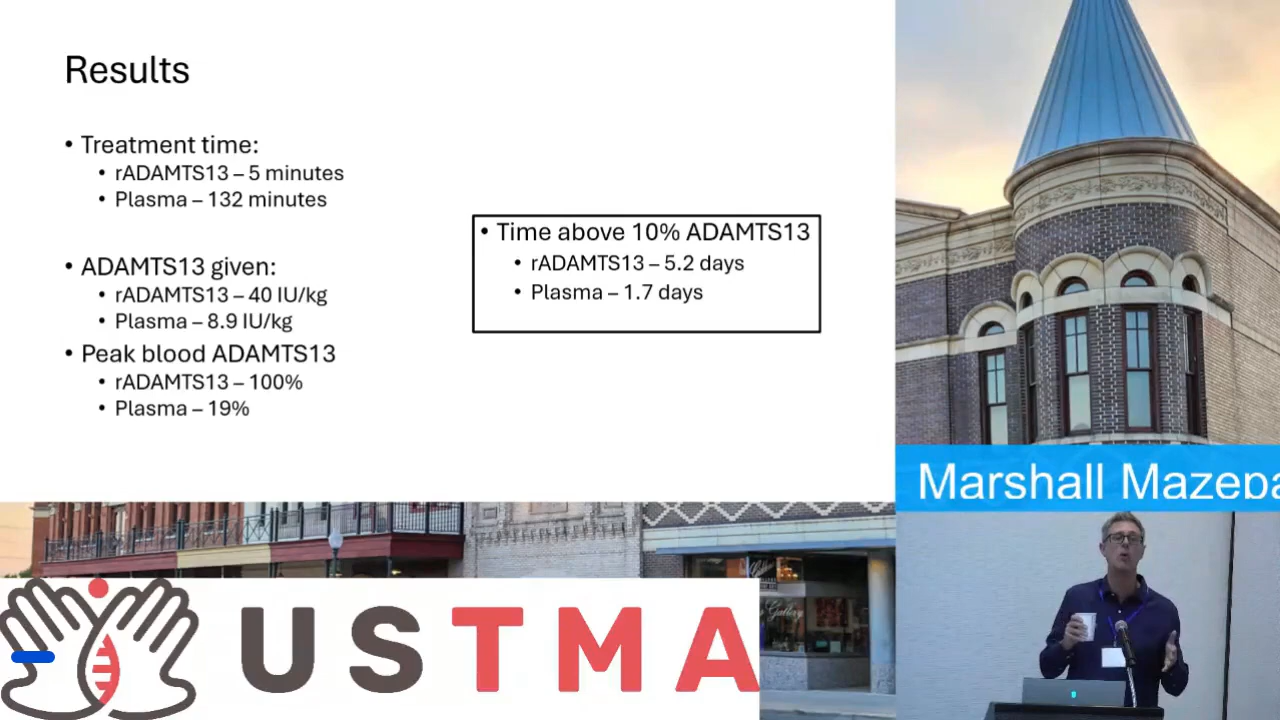 Results
• Treatment time:
• rADAMTS13 – 5 minutes
• Plasma – 132 minutes
• ADAMTS13 given:
• rADAMTS13 – 40 IU/kg
• Plasma – 8.9 IU/kg
• Peak blood ADAMTS13
• rADAMTS13 – 100%
• Plasma – 19%
• Time above 10% ADAMTS13
• rADAMTS13 – 5.2 days
• Plasma – 1.7 days
Marshall Mazepa
USTMA
Gallery